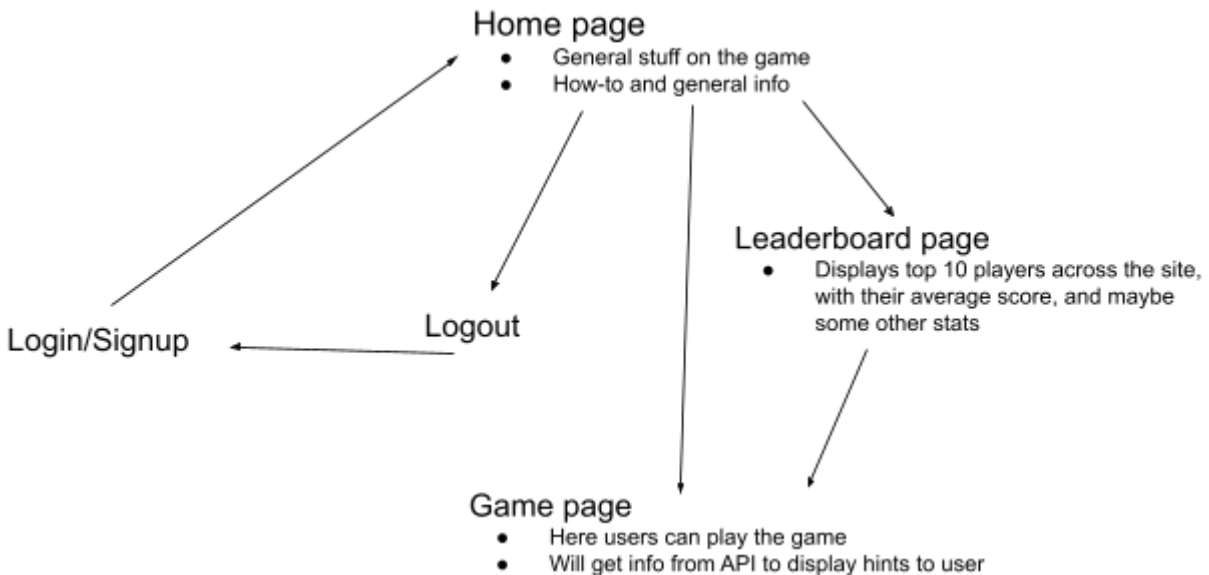 Home page
● General stuff on the game
● How-to and general info
Leaderboard page
● Displays top 10 players across the site,
with their average score, and maybe
some other stats
Login/Signup
Logout
Game page
● Here users can play the game
● Will get info from API to display hints to user